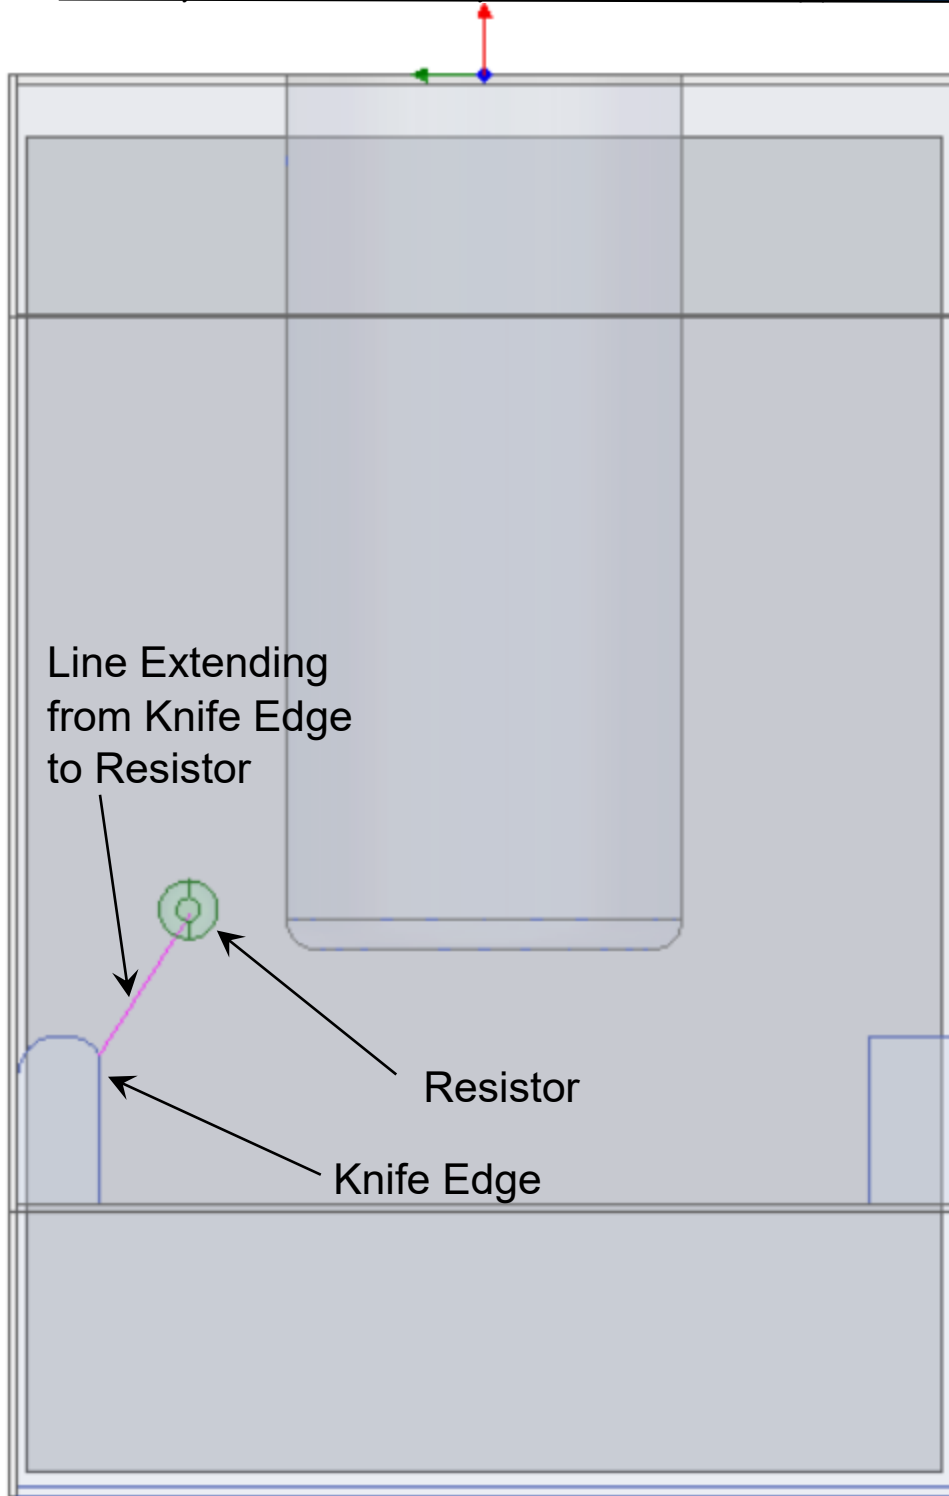 Line Extending
from Knife Edge
to Resistor
Resistor
Knife Edge